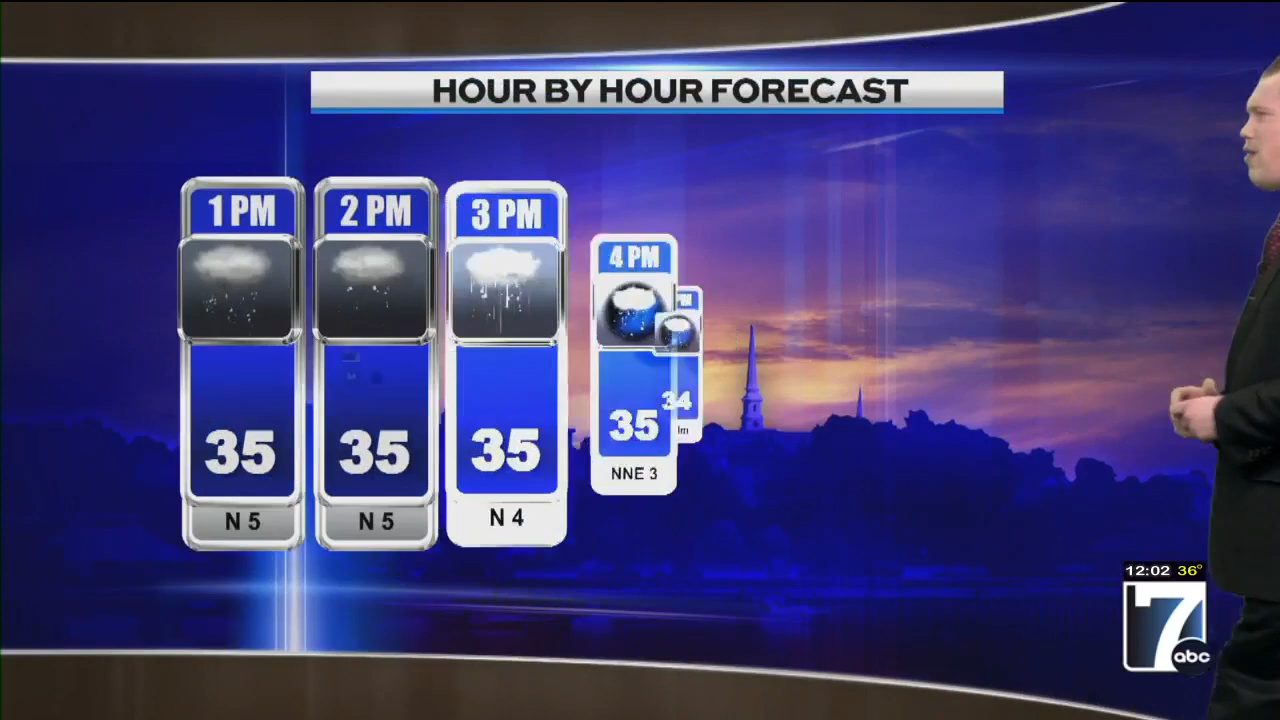 HOUR BY HOUR FORECAST
1 PM
2 PM
3 PM
4 PM
PM
35
35
35
35
34
N 5
N 5
N 4
NNE 3
12:02 36°
7
abc